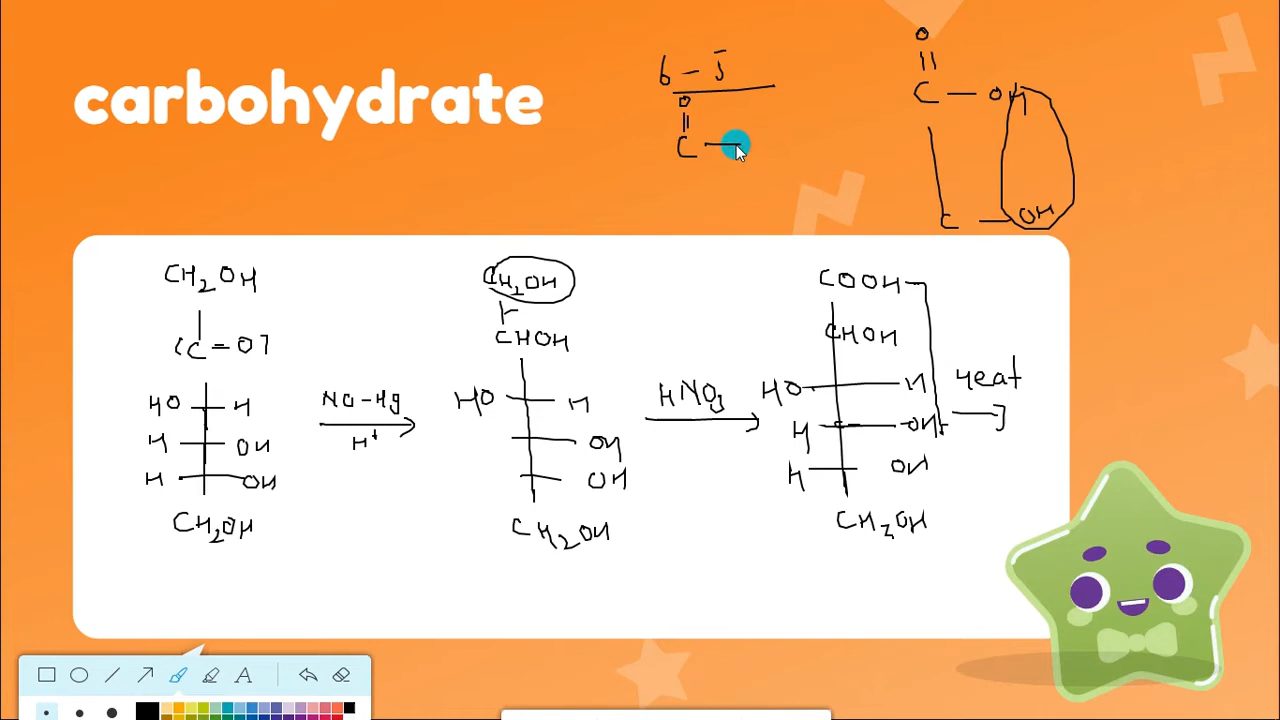 carbohydrate
6 - 5
O
C
O
C - OH
C - OH
CH2OH
C = O
HO H
H OH
H OH
CH2OH
Na-Hg
H+
CH2OH
CHOH
HO H
OH
OH
CH2OH
HNO3
COOH
CHOH
HO H
H OH
H OH
CH2OH
heat
A